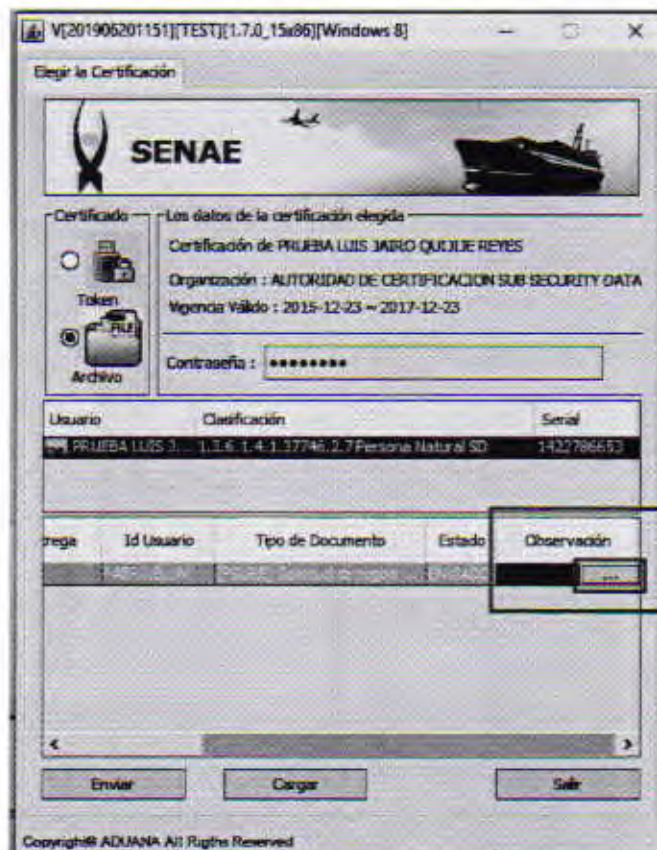 V[201906201151][TEST][1.7.0_15x86][Windows 8]
Elegir la Certificación
SENAE
Certificado
Los datos de la certificación elegida
Certificación de PRUEBA LUIS JAIRO QUIJIJE REYES
Organización : AUTORIDAD DE CERTIFICACION SUB SECURITY DATA
Vigencia Válido : 2015-12-23 ~ 2017-12-23
Token
FILE
Archivo
Contraseña : ●●●●●●●●
Usuario Clasificación Serial
PRUEBA LUIS J... 1.3.6.1.4.1.37746.2.7 Persona Natural SD 1422786653
rega Id Usuario Tipo de Documento Estado Observación
...
Enviar Cargar Salir
Copyright® ADUANA All Rigths Reserved